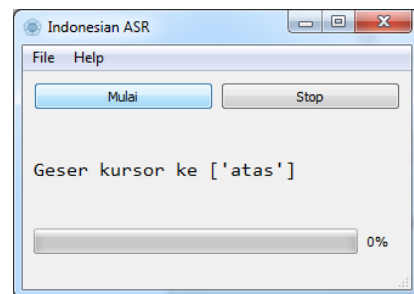 Indonesian ASR
File Help
Mulai Stop
Geser kursor ke ['atas']
0%